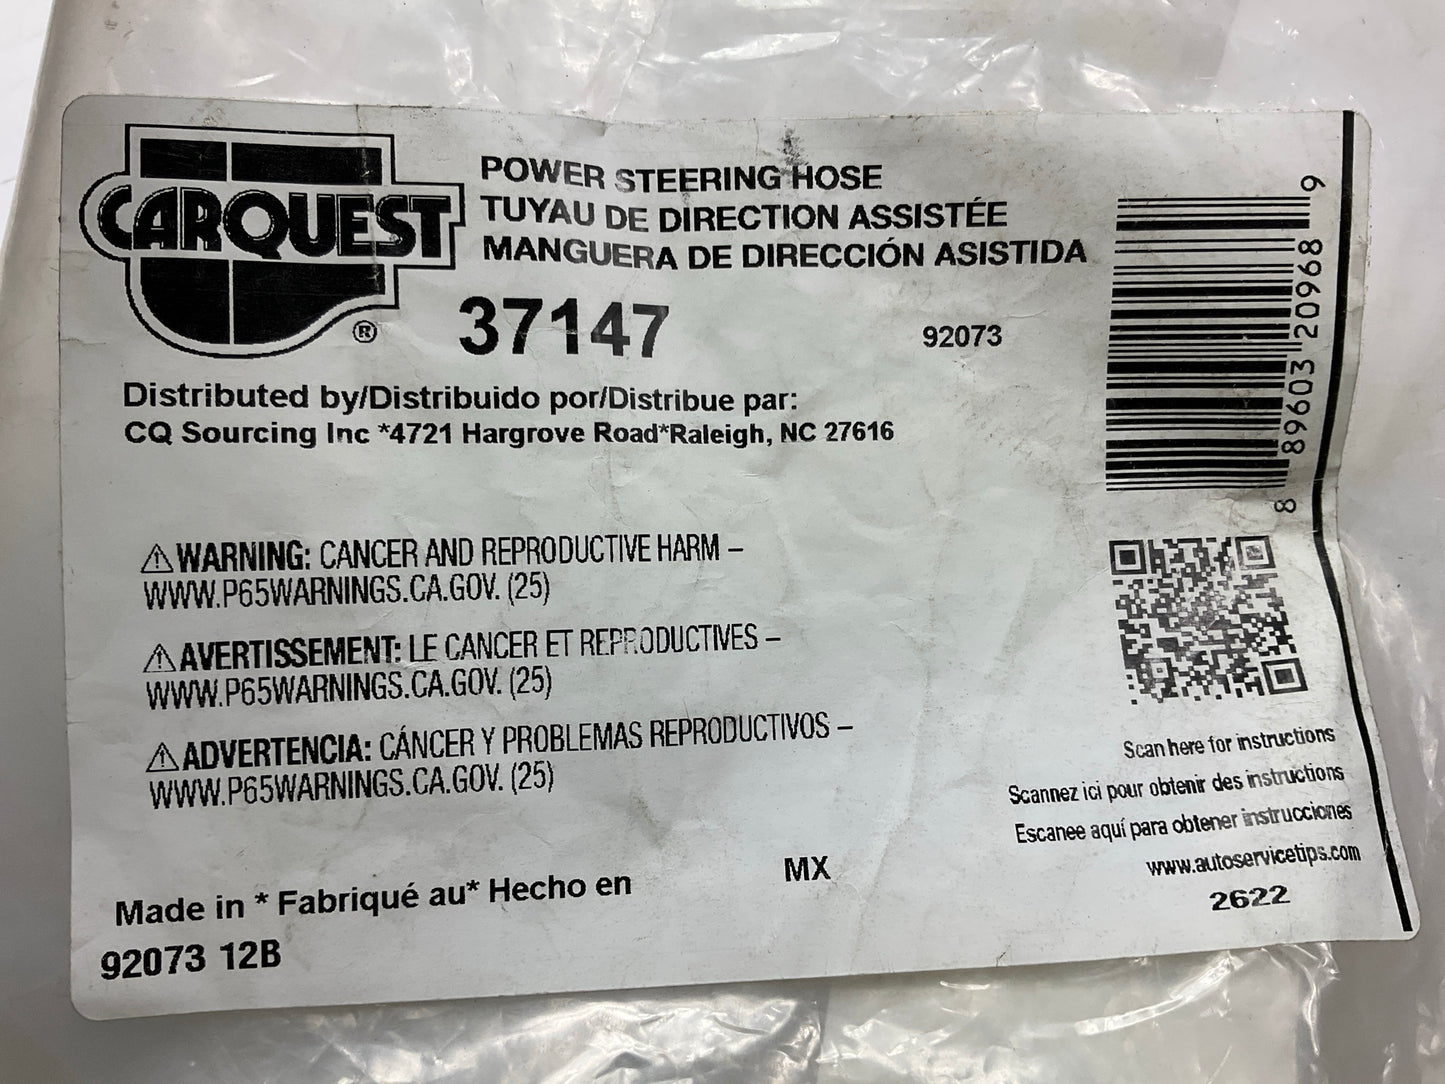 CARQUEST
®
POWER STEERING HOSE
TUYAU DE DIRECTION ASSISTÉE
MANGUERA DE DIRECCIÓN ASISTIDA
37147
92073
Distributed by/Distribuido por/Distribue par:
CQ Sourcing Inc *4721 Hargrove Road*Raleigh, NC 27616
8 89603 20968 9
⚠ WARNING: CANCER AND REPRODUCTIVE HARM –
WWW.P65WARNINGS.CA.GOV. (25)
⚠ AVERTISSEMENT: LE CANCER ET REPRODUCTIVES –
WWW.P65WARNINGS.CA.GOV. (25)
⚠ ADVERTENCIA: CÁNCER Y PROBLEMAS REPRODUCTIVOS –
WWW.P65WARNINGS.CA.GOV. (25)
Scan here for instructions
Scannez ici pour obtenir des instructions
Escanee aquí para obtener instrucciones
www.autoservicetips.com
2622
Made in * Fabriqué au* Hecho en
MX
92073 12B